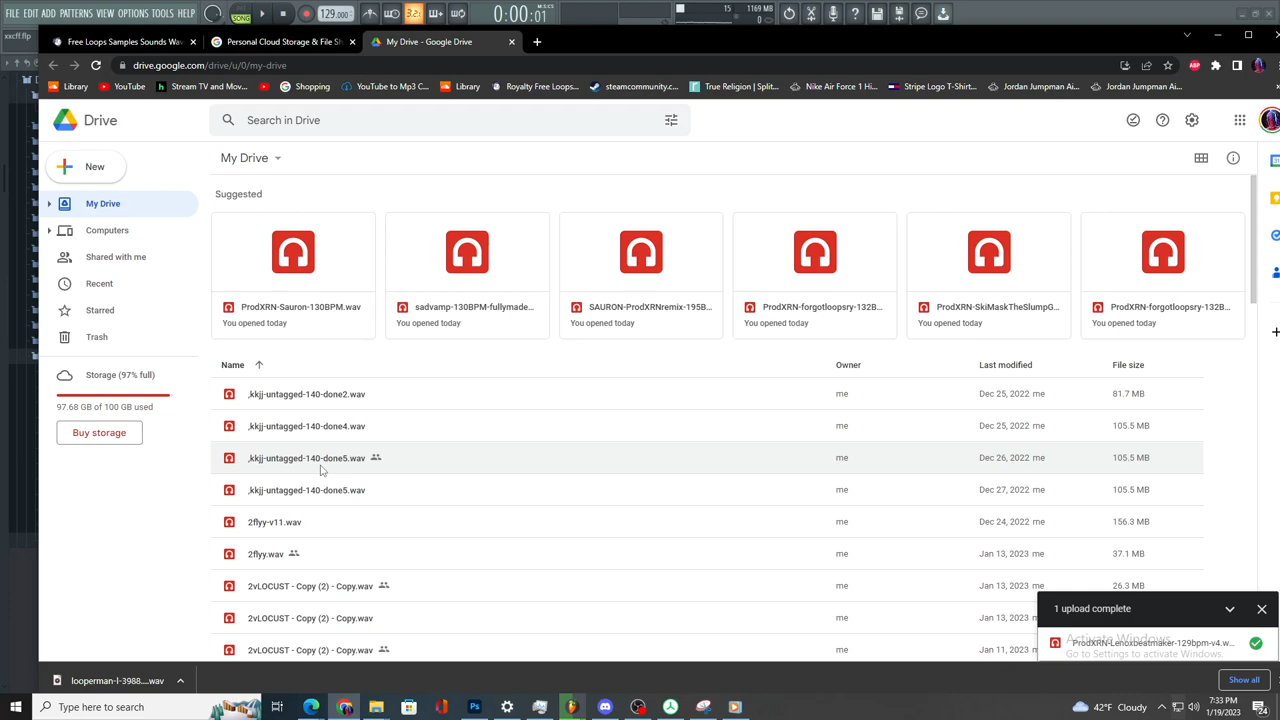 FILE EDIT ADD PATTERNS VIEW OPTIONS TOOLS HELP SONG 129.000 3.2 0:00:01 15 1169 MB 0
xxcff.flp
Free Loops Samples Sounds Wa Personal Cloud Storage & File Sh My Drive - Google Drive
drive.google.com/drive/u/0/my-drive ABP
Library YouTube Stream TV and Mov... Shopping YouTube to Mp3 C... Library Royalty Free Loops... steamcommunity.c... True Religion | Split... Nike Air Force 1 Hi... Stripe Logo T-Shirt... Jordan Jumpman Ai... Jordan Jumpman Ai...
Drive Search in Drive
New My Drive
My Drive
Computers
Shared with me
Recent
Starred
Trash
Storage (97% full)
97.68 GB of 100 GB used
Buy storage
Suggested
ProdXRN-Sauron-130BPM.wav sadvamp-130BPM-fullymade... SAURON-ProdXRNremix-195B... ProdXRN-forgotloopsry-132B... ProdXRN-SkiMaskTheSlumpG... ProdXRN-forgotloopsry-132B...
You opened today You opened today You opened today You opened today You opened today You opened today
Name Owner Last modified File size
,kkjj-untagged-140-done2.wav me Dec 25, 2022 me 81.7 MB
,kkjj-untagged-140-done4.wav me Dec 25, 2022 me 105.5 MB
,kkjj-untagged-140-done5.wav me Dec 26, 2022 me 105.5 MB
,kkjj-untagged-140-done5.wav me Dec 27, 2022 me 105.5 MB
2flyy-v11.wav me Dec 24, 2022 me 156.3 MB
2flyy.wav me Jan 13, 2023 me 37.1 MB
2vLOCUST - Copy (2) - Copy.wav me Jan 13, 2023 me 26.3 MB
2vLOCUST - Copy (2) - Copy.wav me Jan 13, 2023
2vLOCUST - Copy (2) - Copy.wav me Jan 11, 2023
1 upload complete
ProdXRN-Lenoxbeatmaker-129bpm-v4.w...
Activate Windows
Go to Settings to activate Windows.
looperman-l-3988....wav Show all
Type here to search 42°F Cloudy 7:33 PM
1/19/2023 24